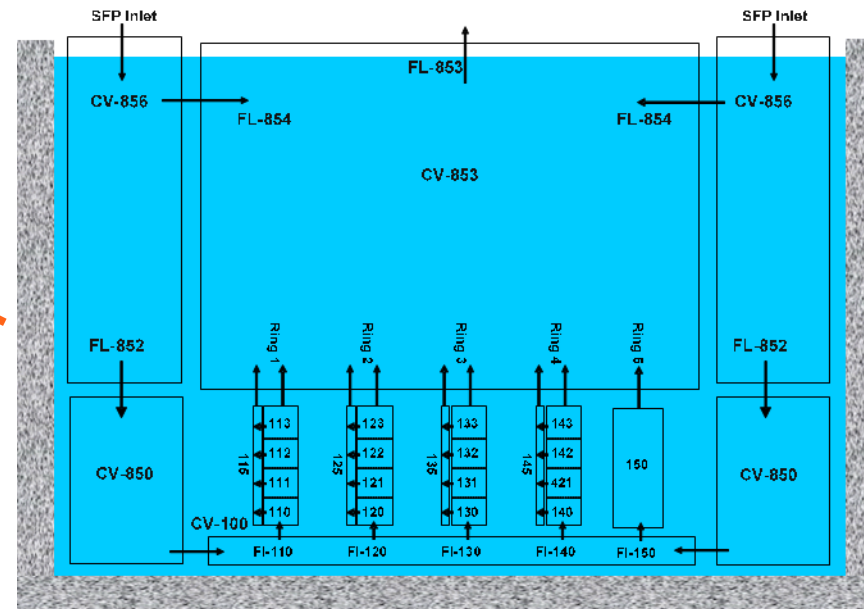 SFP Inlet
SFP Inlet
FL-853
CV-856
CV-856
FL-854
FL-854
CV-853
Ring 1
Ring 2
Ring 3
Ring 4
Ring 5
FL-852
FL-852
113
123
133
143
112
122
132
142
115
125
135
145
150
111
121
131
421
110
120
130
140
CV-850
CV-850
CV-100
FI-110
FI-120
FI-130
FI-140
FI-150